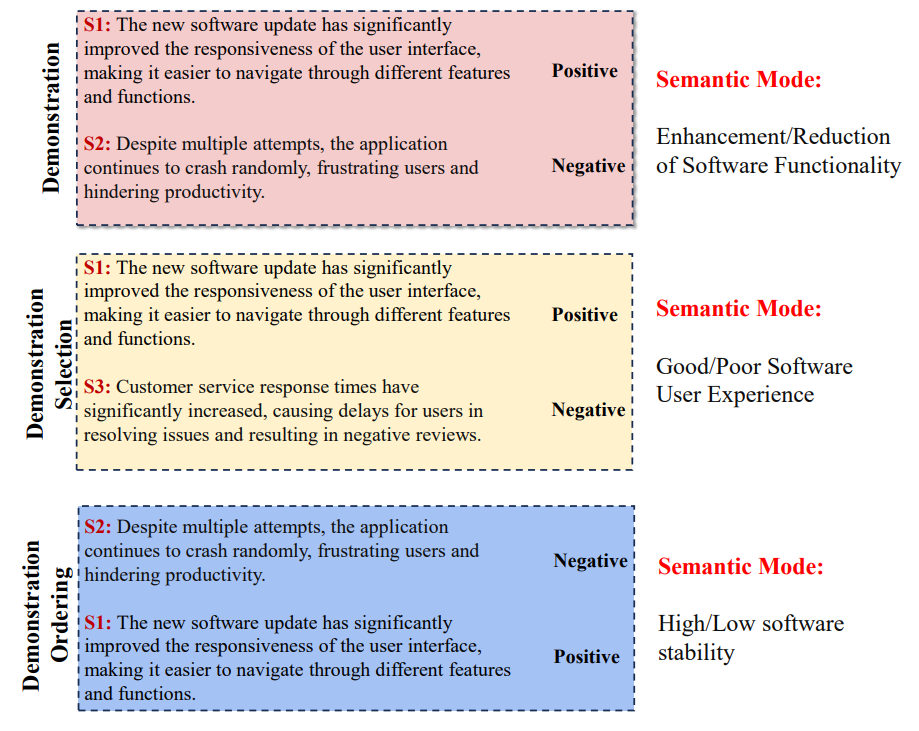 Demonstration
S1: The new software update has significantly
improved the responsiveness of the user interface,
making it easier to navigate through different features
and functions.
Positive
S2: Despite multiple attempts, the application
continues to crash randomly, frustrating users and
hindering productivity.
Negative
Semantic Mode:
Enhancement/Reduction
of Software Functionality
Demonstration
Selection
S1: The new software update has significantly
improved the responsiveness of the user interface,
making it easier to navigate through different features
and functions.
Positive
S3: Customer service response times have
significantly increased, causing delays for users in
resolving issues and resulting in negative reviews.
Negative
Semantic Mode:
Good/Poor Software
User Experience
Demonstration
Ordering
S2: Despite multiple attempts, the application
continues to crash randomly, frustrating users and
hindering productivity.
Negative
S1: The new software update has significantly
improved the responsiveness of the user interface,
making it easier to navigate through different features
and functions.
Positive
Semantic Mode:
High/Low software
stability